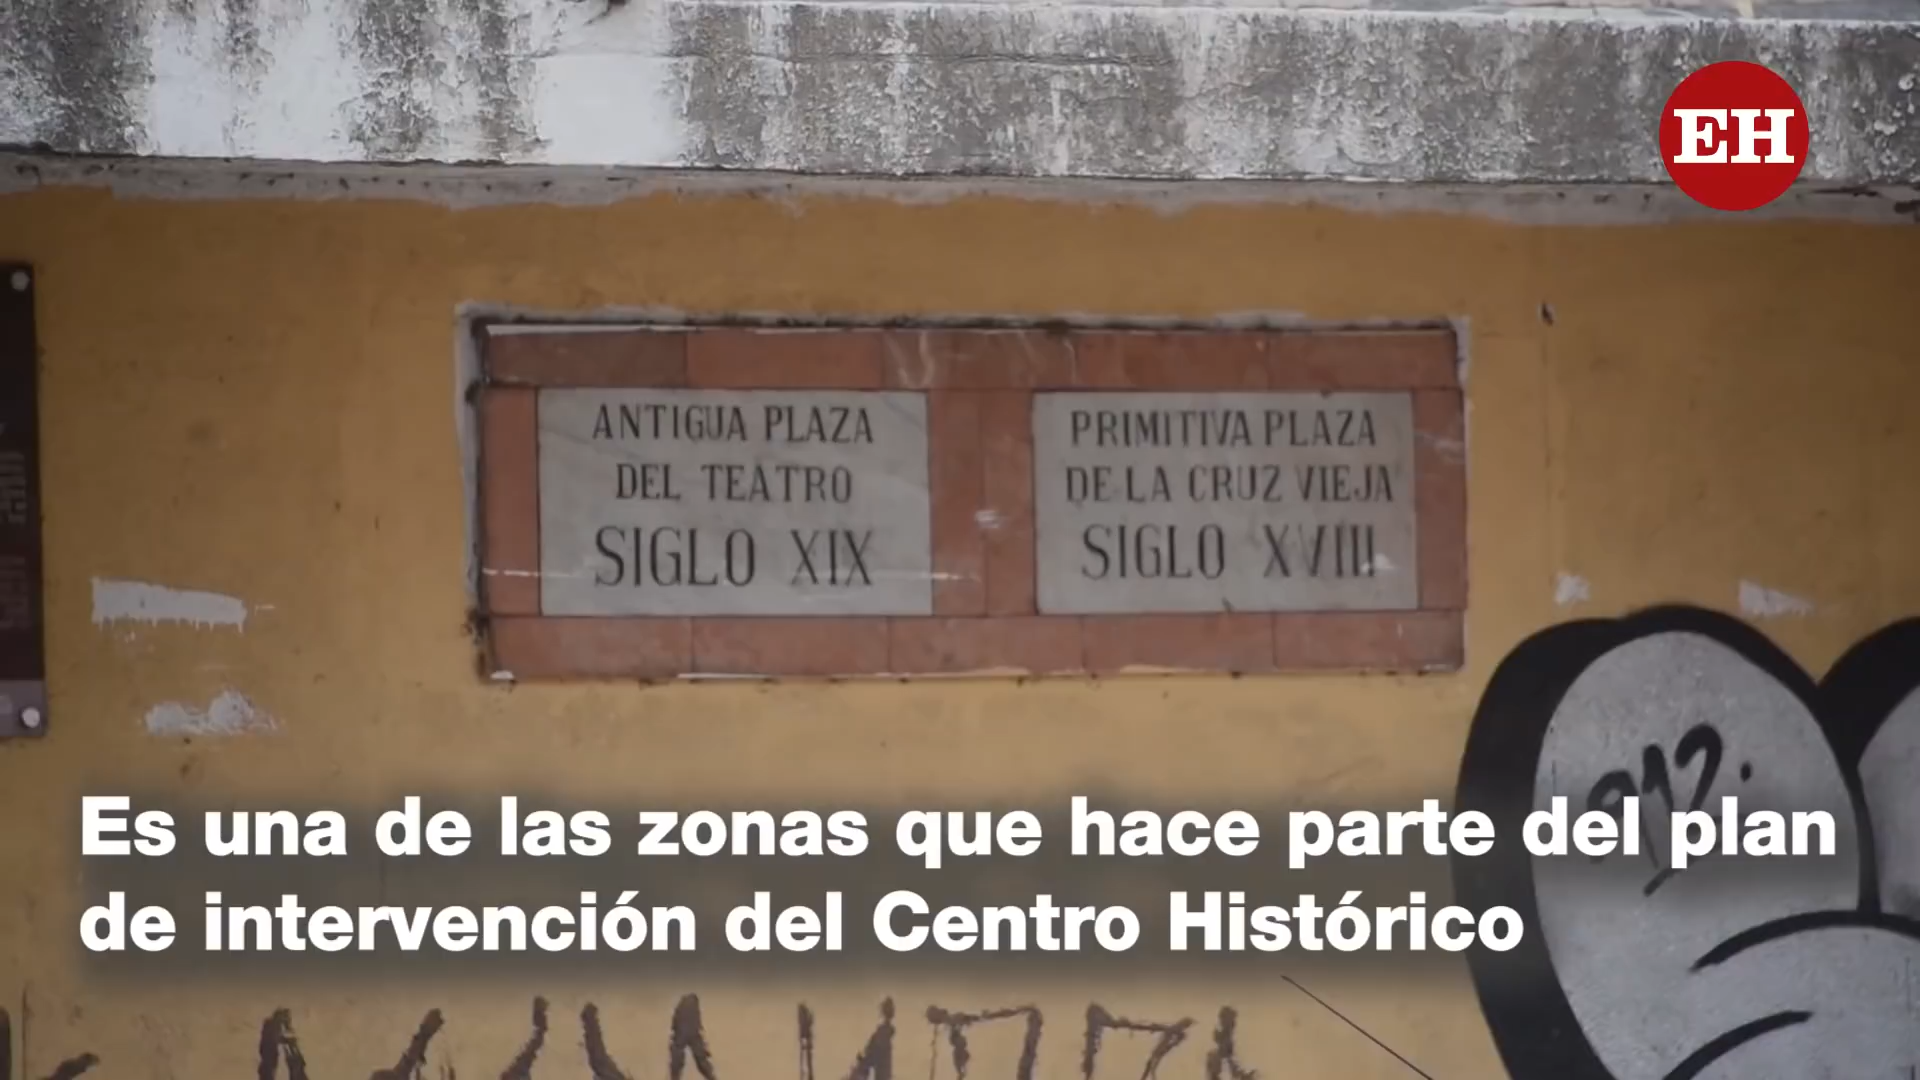 EH
ANTIGUA PLAZA
DEL TEATRO
SIGLO XIX
PRIMITIVA PLAZA
DE LA CRUZ VIEJA
SIGLO XVIII
912.
Es una de las zonas que hace parte del plan
de intervención del Centro Histórico